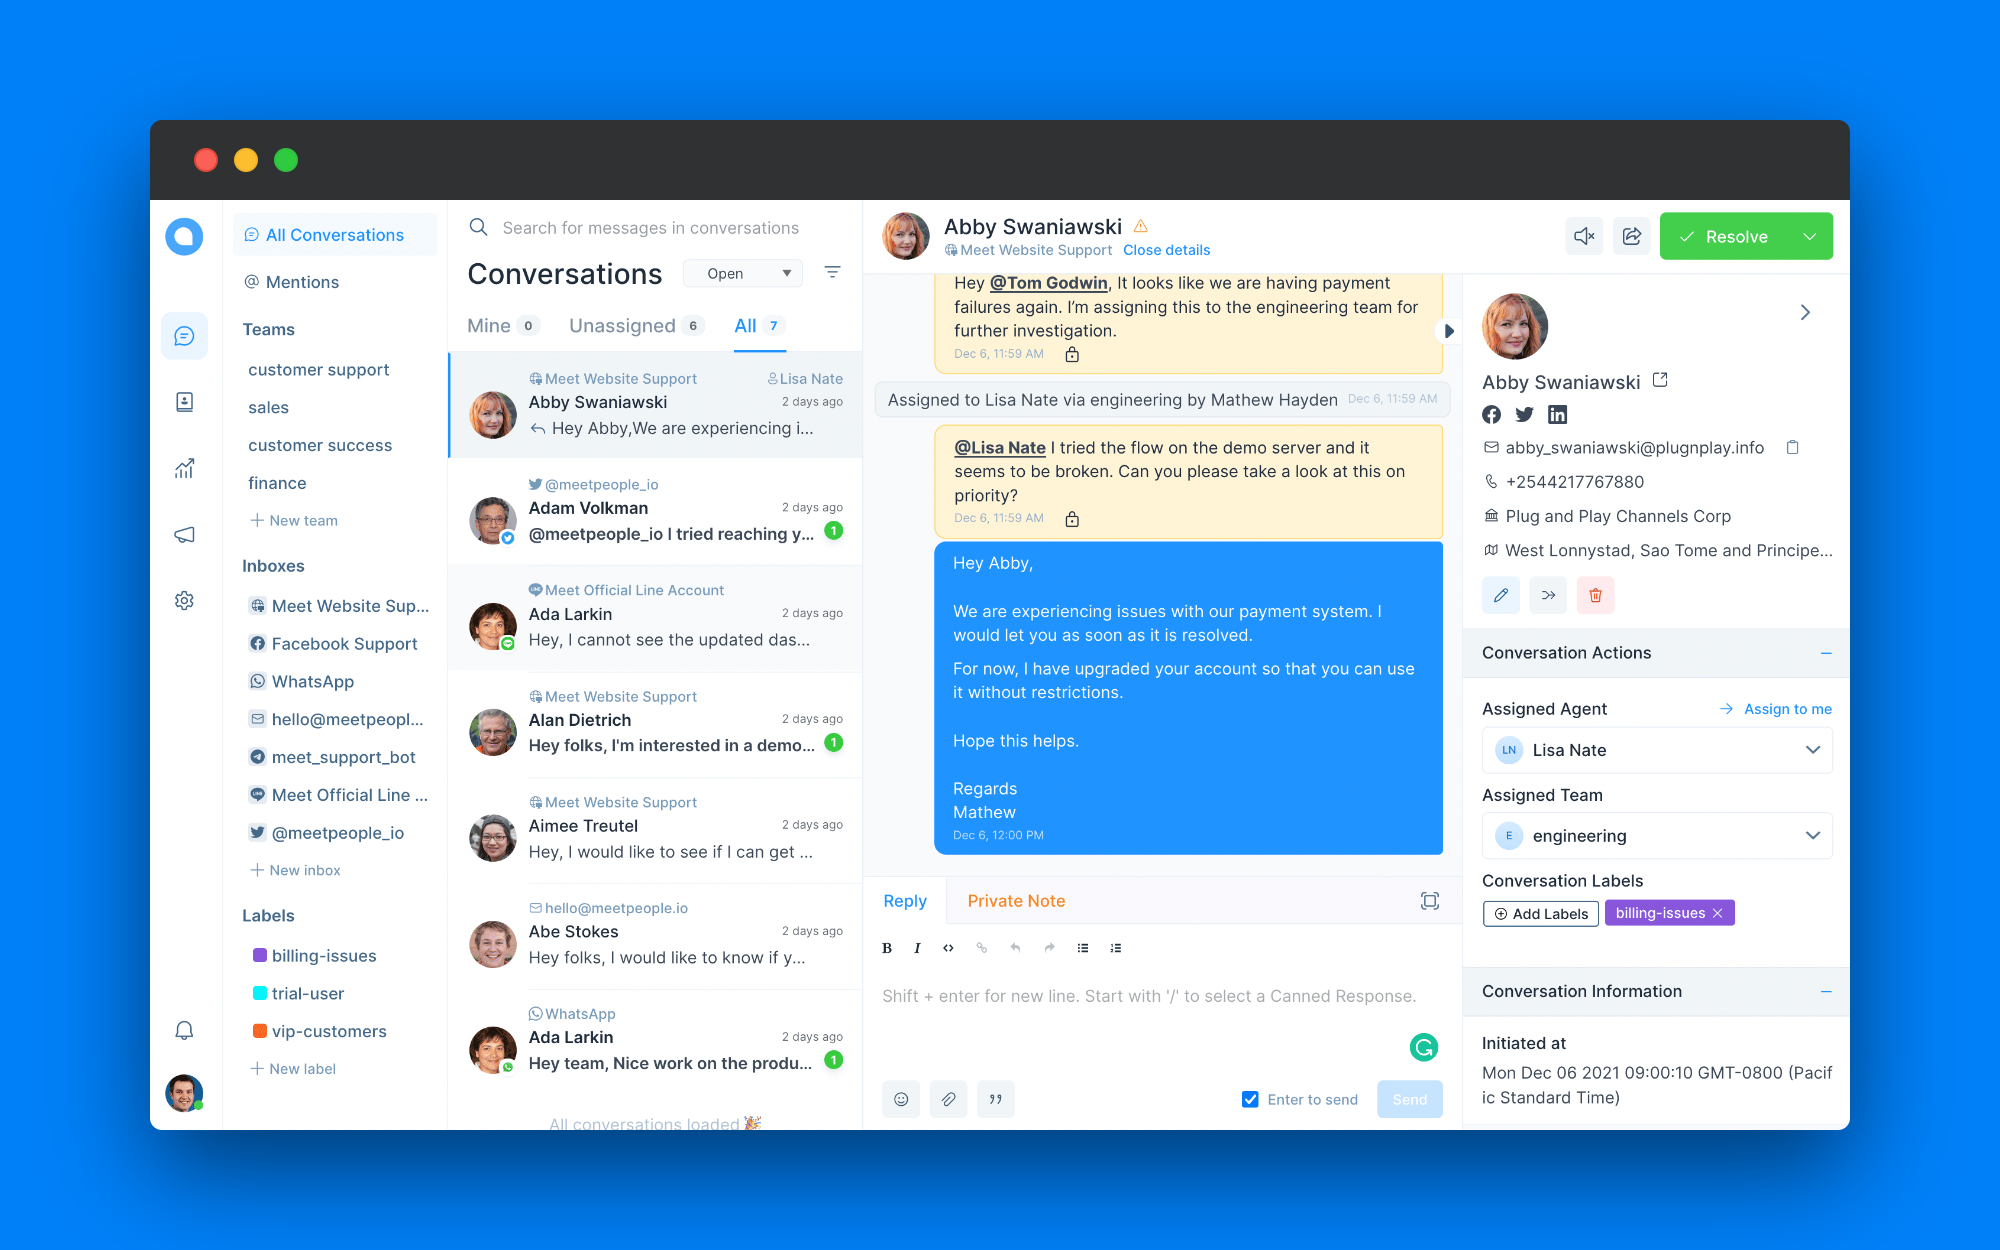 All Conversations
Mentions
Teams
customer support
sales
customer success
finance
New team
Inboxes
Meet Website Sup...
Facebook Support
WhatsApp
hello@meetpeopl...
meet_support_bot
Meet Official Line ...
@meetpeople_io
New inbox
Labels
billing-issues
trial-user
vip-customers
New label
Search for messages in conversations
Conversations
Open
Mine 0
Unassigned 6
All 7
Meet Website Support
Lisa Nate
Abby Swaniawski
2 days ago
Hey Abby,We are experiencing i...
@meetpeople_io
Adam Volkman
2 days ago
@meetpeople_io I tried reaching y...
1
Meet Official Line Account
Ada Larkin
2 days ago
Hey, I cannot see the updated das...
Meet Website Support
Alan Dietrich
2 days ago
Hey folks, I'm interested in a demo...
1
Meet Website Support
Aimee Treutel
2 days ago
Hey, I would like to see if I can get ...
hello@meetpeople.io
Abe Stokes
2 days ago
Hey folks, I would like to know if y...
WhatsApp
Ada Larkin
2 days ago
Hey team, Nice work on the produ...
1
All conversations loaded 🎉
Abby Swaniawski
Meet Website Support
Close details
Resolve
Hey @Tom Godwin, It looks like we are having payment
failures again. I'm assigning this to the engineering team for
further investigation.
Dec 6, 11:59 AM
Assigned to Lisa Nate via engineering by Mathew Hayden
Dec 6, 11:59 AM
@Lisa Nate I tried the flow on the demo server and it
seems to be broken. Can you please take a look at this on
priority?
Dec 6, 11:59 AM
Hey Abby,
We are experiencing issues with our payment system. I
would let you as soon as it is resolved.
For now, I have upgraded your account so that you can use
it without restrictions.
Hope this helps.
Regards
Mathew
Dec 6, 12:00 PM
Reply
Private Note
B I
Shift + enter for new line. Start with '/' to select a Canned Response.
Enter to send
Send
Abby Swaniawski
abby_swaniawski@plugnplay.info
+2544217767880
Plug and Play Channels Corp
West Lonnystad, Sao Tome and Principe...
Conversation Actions
Assigned Agent
Assign to me
LN
Lisa Nate
Assigned Team
E
engineering
Conversation Labels
Add Labels
billing-issues
Conversation Information
Initiated at
Mon Dec 06 2021 09:00:10 GMT-0800 (Pacif
ic Standard Time)